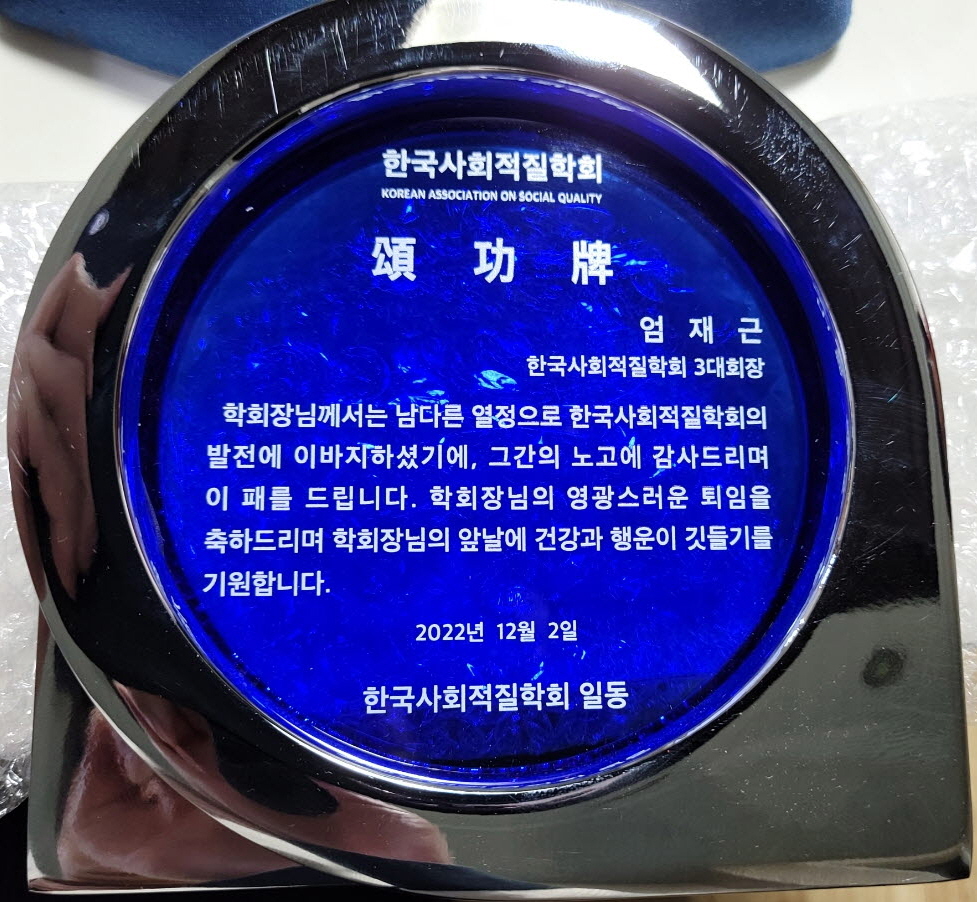 한국사회적질학회
KOREAN ASSOCIATION ON SOCIAL QUALITY
頌 功 牌
엄 재 근
한국사회적질학회 3대회장
학회장님께서는 남다른 열정으로 한국사회적질학회의
발전에 이바지하셨기에, 그간의 노고에 감사드리며
이 패를 드립니다. 학회장님의 영광스러운 퇴임을
축하드리며 학회장님의 앞날에 건강과 행운이 깃들기를
기원합니다.
2022년 12월 2일
한국사회적질학회 일동